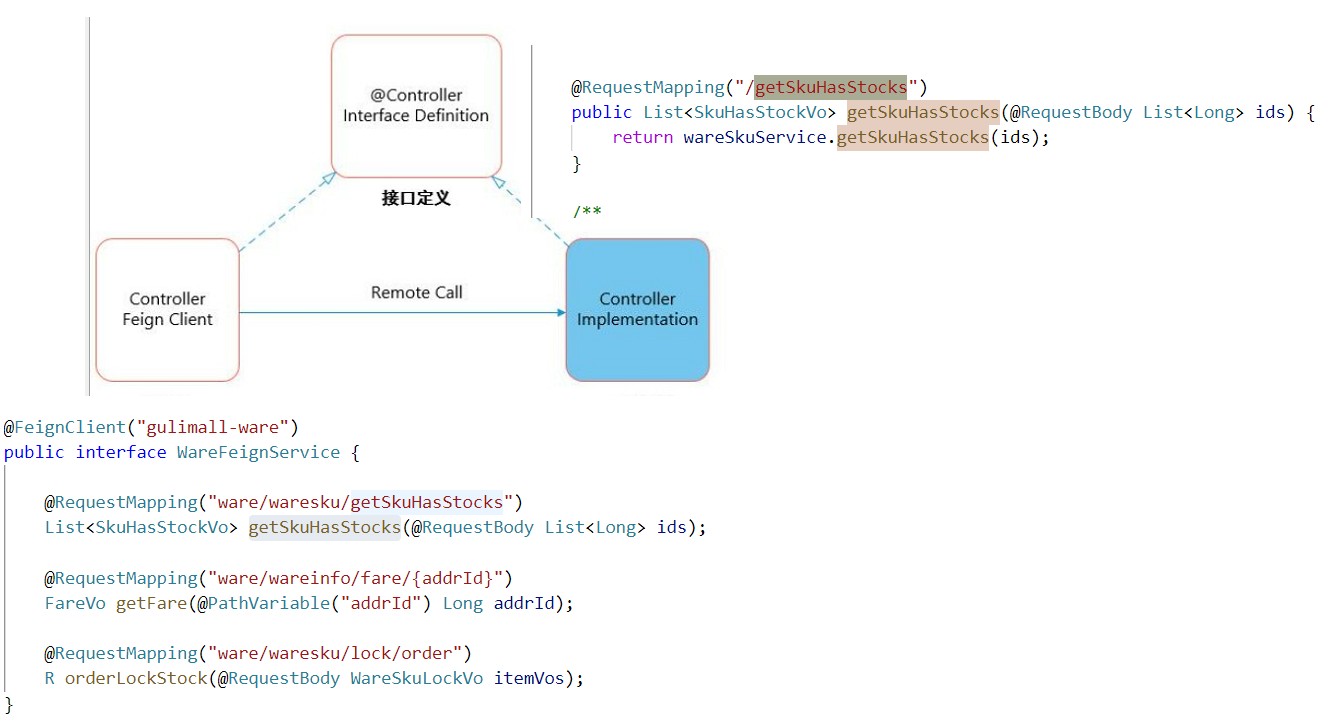 @Controller
Interface Definition
接口定义
Controller
Feign Client
Remote Call
Controller
Implementation
@RequestMapping("/getSkuHasStocks")
public List<SkuHasStockVo> getSkuHasStocks(@RequestBody List<Long> ids) {
    return wareSkuService.getSkuHasStocks(ids);
}
/**
@FeignClient("gulimall-ware")
public interface WareFeignService {
    @RequestMapping("ware/waresku/getSkuHasStocks")
    List<SkuHasStockVo> getSkuHasStocks(@RequestBody List<Long> ids);
    @RequestMapping("ware/wareinfo/fare/{addrId}")
    FareVo getFare(@PathVariable("addrId") Long addrId);
    @RequestMapping("ware/waresku/lock/order")
    R orderLockStock(@RequestBody WareSkuLockVo itemVos);
}